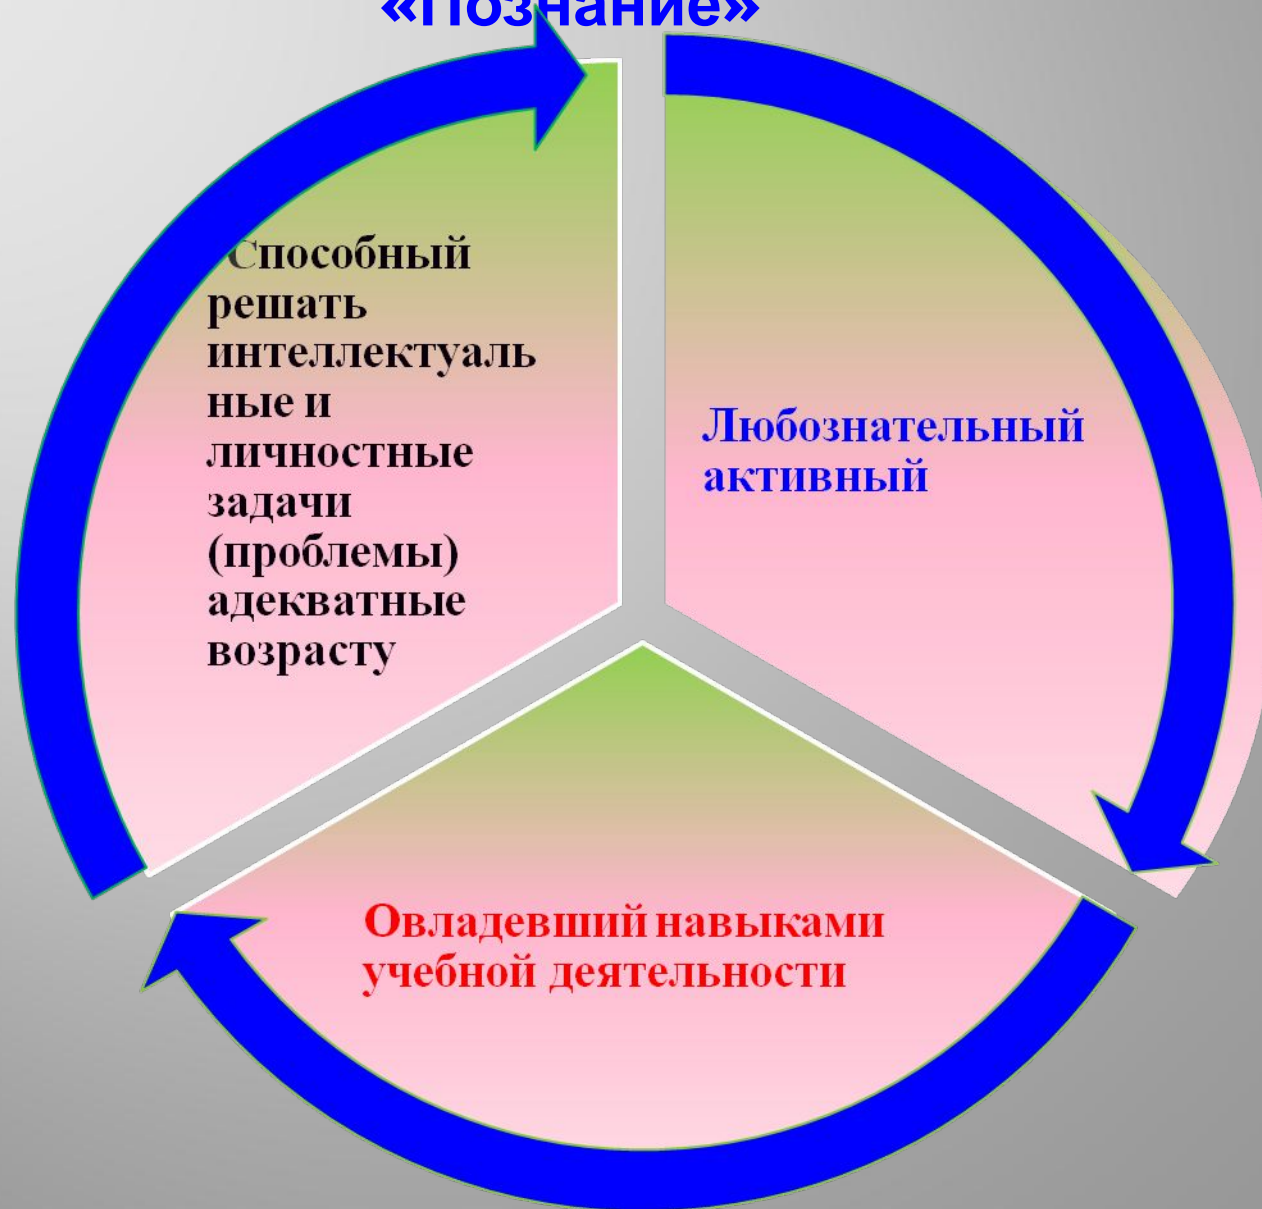 «Познание»
Способный
решать
интеллектуаль
ные и
личностные
задачи
(проблемы)
адекватные
возрасту
Любознательный
активный
Овладевший навыками
учебной деятельности